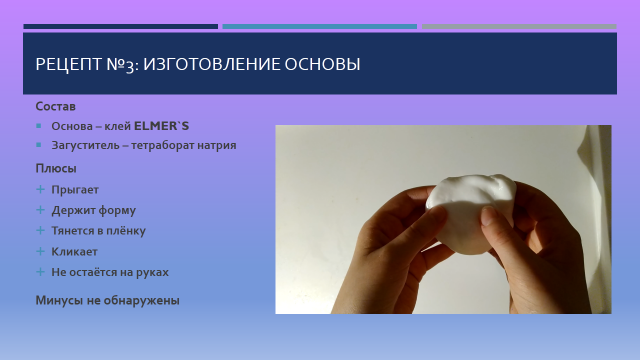 РЕЦЕПТ №3: ИЗГОТОВЛЕНИЕ ОСНОВЫ
Состав
Основа – клей ELMER`S
Загуститель – тетраборат натрия
Плюсы
Прыгает
Держит форму
Тянется в плёнку
Кликает
Не остаётся на руках
Минусы не обнаружены